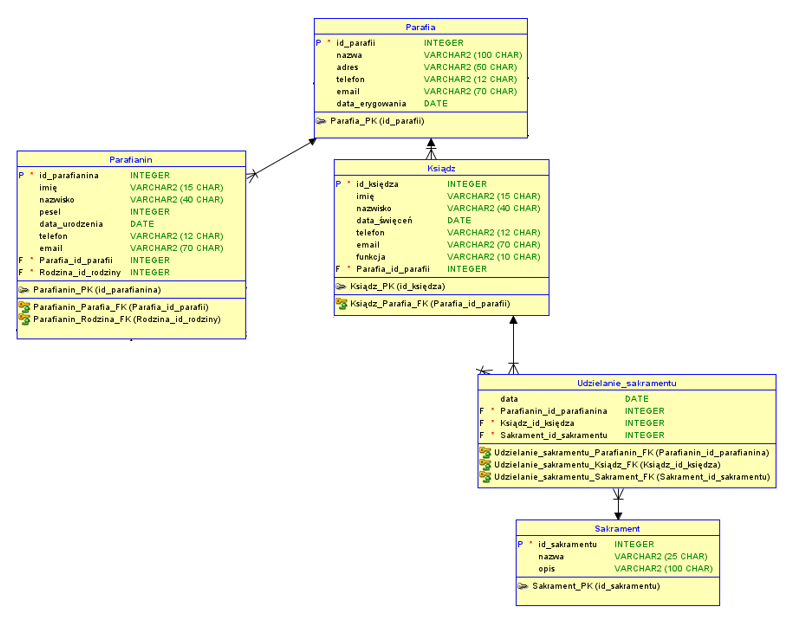 Parafia
P * id_parafii INTEGER
nazwa VARCHAR2 (100 CHAR)
adres VARCHAR2 (50 CHAR)
telefon VARCHAR2 (12 CHAR)
email VARCHAR2 (70 CHAR)
data_erygowania DATE
Parafia_PK (id_parafii)
Parafianin
P * id_parafianina INTEGER
imię VARCHAR2 (15 CHAR)
nazwisko VARCHAR2 (40 CHAR)
pesel INTEGER
data_urodzenia DATE
telefon VARCHAR2 (12 CHAR)
email VARCHAR2 (70 CHAR)
F * Parafia_id_parafii INTEGER
F * Rodzina_id_rodziny INTEGER
Parafianin_PK (id_parafianina)
Parafianin_Parafia_FK (Parafia_id_parafii)
Parafianin_Rodzina_FK (Rodzina_id_rodziny)
Ksiądz
P * id_księdza INTEGER
imię VARCHAR2 (15 CHAR)
nazwisko VARCHAR2 (40 CHAR)
data_święceń DATE
telefon VARCHAR2 (12 CHAR)
email VARCHAR2 (70 CHAR)
funkcja VARCHAR2 (10 CHAR)
F * Parafia_id_parafii INTEGER
Ksiądz_PK (id_księdza)
Ksiądz_Parafia_FK (Parafia_id_parafii)
Udzielanie_sakramentu
data DATE
F * Parafianin_id_parafianina INTEGER
F * Ksiądz_id_księdza INTEGER
F * Sakrament_id_sakramentu INTEGER
Udzielanie_sakramentu_Parafianin_FK (Parafianin_id_parafianina)
Udzielanie_sakramentu_Ksiądz_FK (Ksiądz_id_księdza)
Udzielanie_sakramentu_Sakrament_FK (Sakrament_id_sakramentu)
Sakrament
P * id_sakramentu INTEGER
nazwa VARCHAR2 (25 CHAR)
opis VARCHAR2 (100 CHAR)
Sakrament_PK (id_sakramentu)